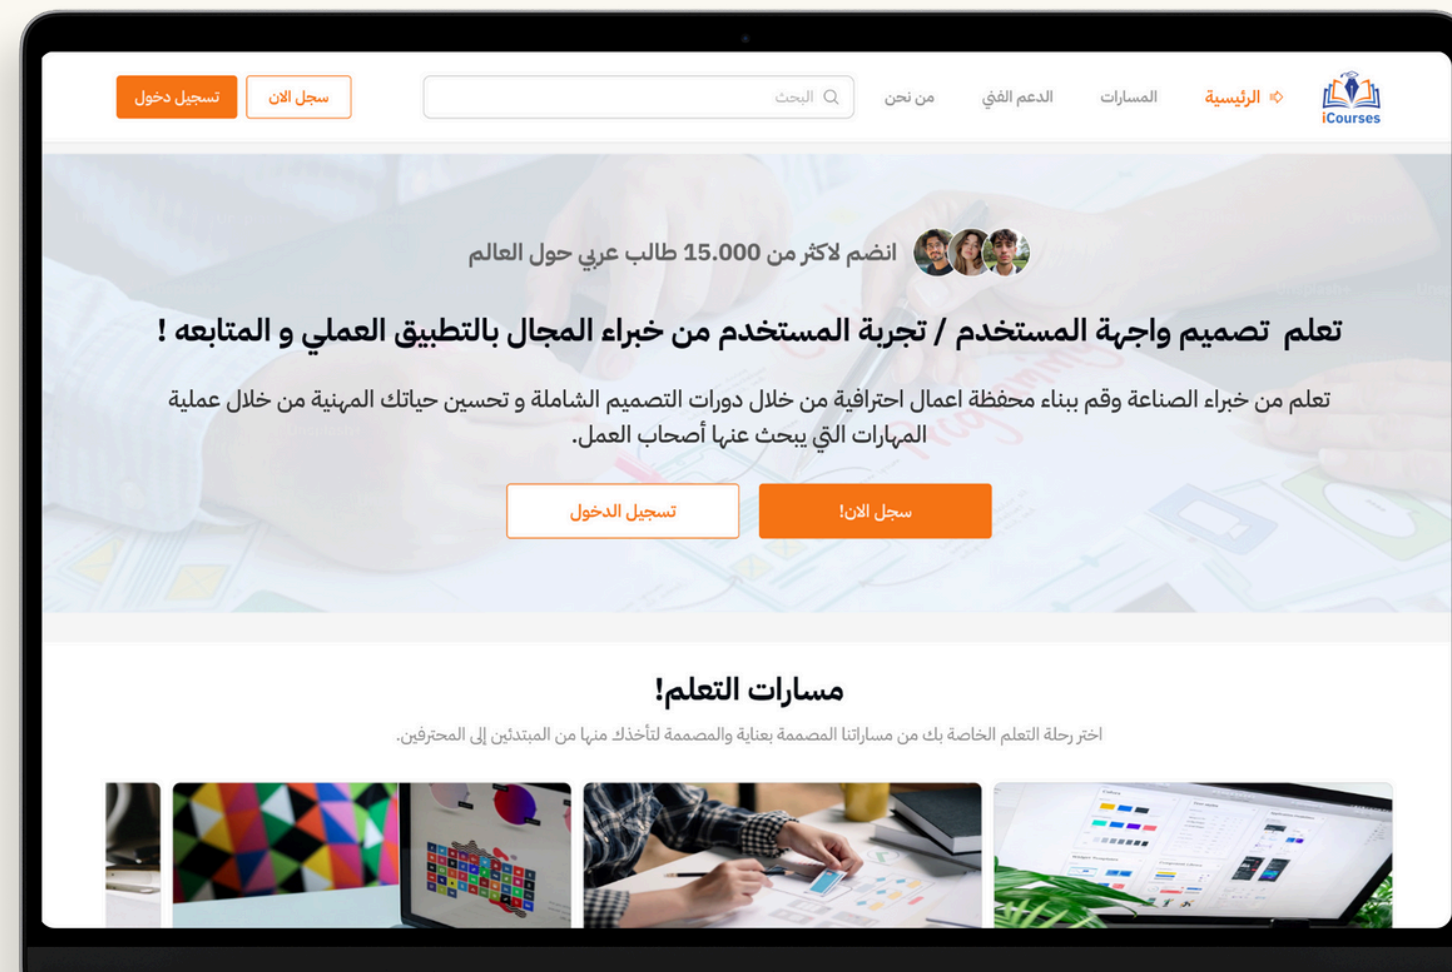 iCourses
الرئيسية
المسارات
الدعم الفني
من نحن
البحث
سجل الان
تسجيل دخول
انضم لاكثر من 15.000 طالب عربي حول العالم
تعلم تصميم واجهة المستخدم / تجربة المستخدم من خبراء المجال بالتطبيق العملي و المتابعه !
تعلم من خبراء الصناعة وقم ببناء محفظة اعمال احترافية من خلال دورات التصميم الشاملة و تحسين حياتك المهنية من خلال عملية
المهارات التي يبحث عنها أصحاب العمل.
سجل الان!
تسجيل الدخول
مسارات التعلم!
اختر رحلة التعلم الخاصة بك من مساراتنا المصممة بعناية والمصممة لتأخذك منها من المبتدئين إلى المحترفين.